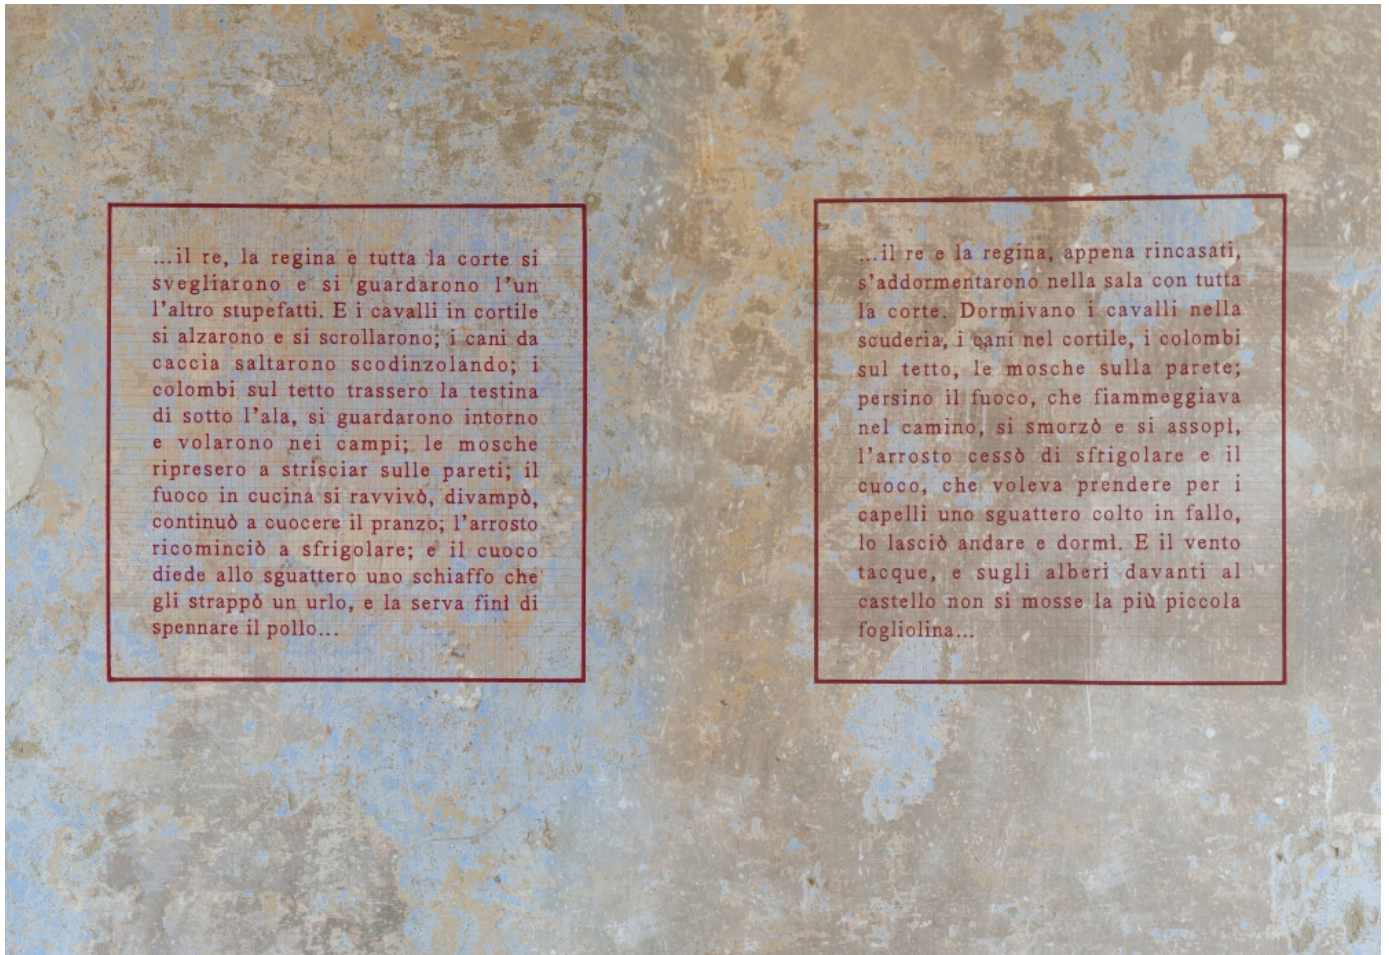 ...il re, la regina e tutta la corte si
svegliarono e si guardarono l'un
l'altro stupefatti. E i cavalli in cortile
si alzarono e si scrollarono; i cani da
caccia saltarono scodinzolando; i
colombi sul tetto trassero la testina
di sotto l'ala, si guardarono intorno
e volarono nei campi; le mosche
ripresero a strisciar sulle pareti; il
fuoco in cucina si ravvivò, divampò,
continuò a cuocere il pranzo; l'arrosto
ricominciò a sfrigolare; e il cuoco
diede allo sguattero uno schiaffo che
gli strappò un urlo, e la serva finì di
spennare il pollo...
...il re e la regina, appena rincasati,
s'addormentarono nella sala con tutta
la corte. Dormivano i cavalli nella
scuderia, i cani nel cortile, i colombi
sul tetto, le mosche sulla parete;
persino il fuoco, che fiammeggiava
nel camino, si smorzò e si assopì,
l'arrosto cessò di sfrigolare e il
cuoco, che voleva prendere per i
capelli uno sguattero colto in fallo,
lo lasciò andare e dormì. E il vento
tacque, e sugli alberi davanti al
castello non si mosse la più piccola
fogliolina...